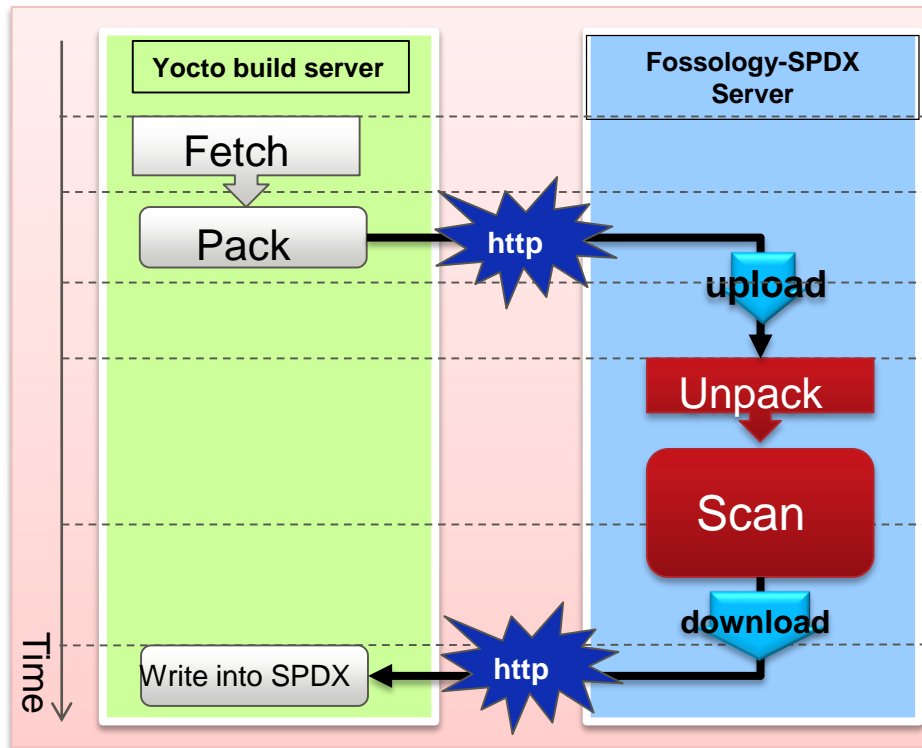 Yocto build server
Fossology-SPDX
Server
Fetch
Pack
http
upload
Unpack
Scan
download
Time
Write into SPDX
http